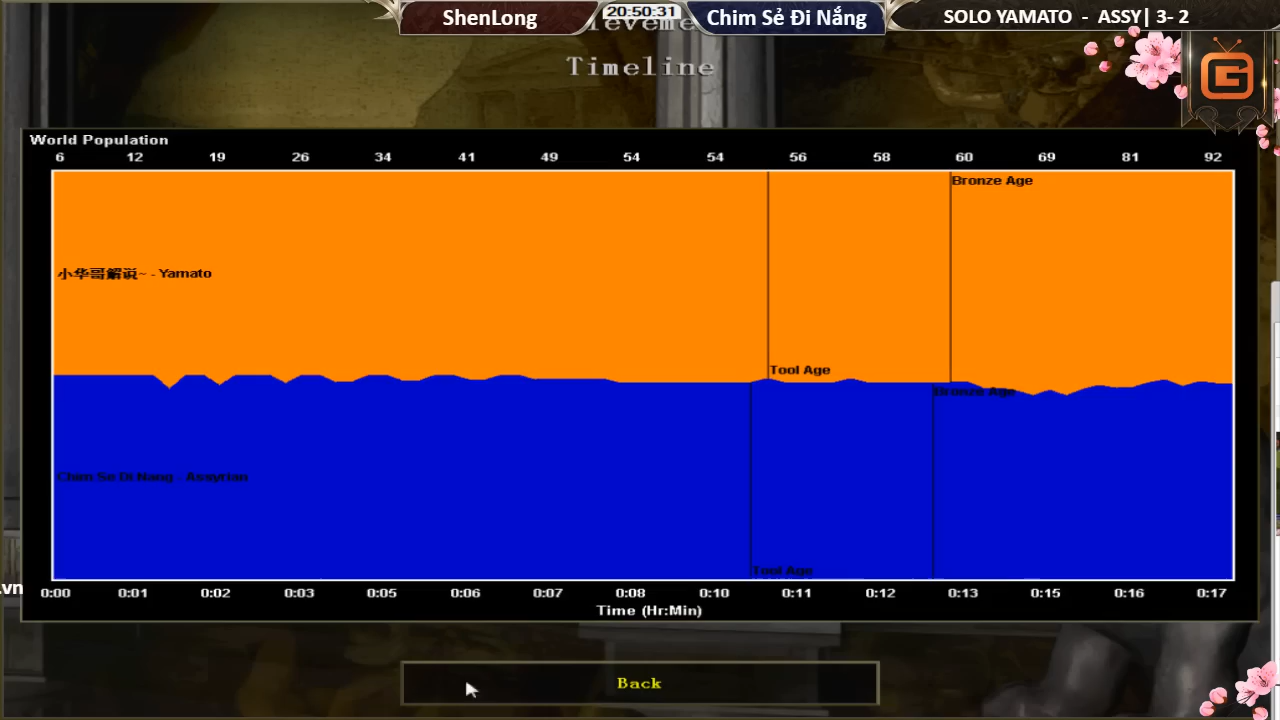 ShenLong
20:50:31
Chim Sẻ Đi Nắng
SOLO YAMATO - ASSY| 3- 2
Timeline
G
World Population
6 12 19 26 34 41 49 54 54 56 58 60 69 81 92
Bronze Age
小华哥解说~ - Yamato
Tool Age
Bronze Age
Chim Se Di Nang - Assyrian
Tool Age
.vn
0:00 0:01 0:02 0:03 0:05 0:06 0:07 0:08 0:10 0:11 0:12 0:13 0:15 0:16 0:17
Time (Hr:Min)
Back